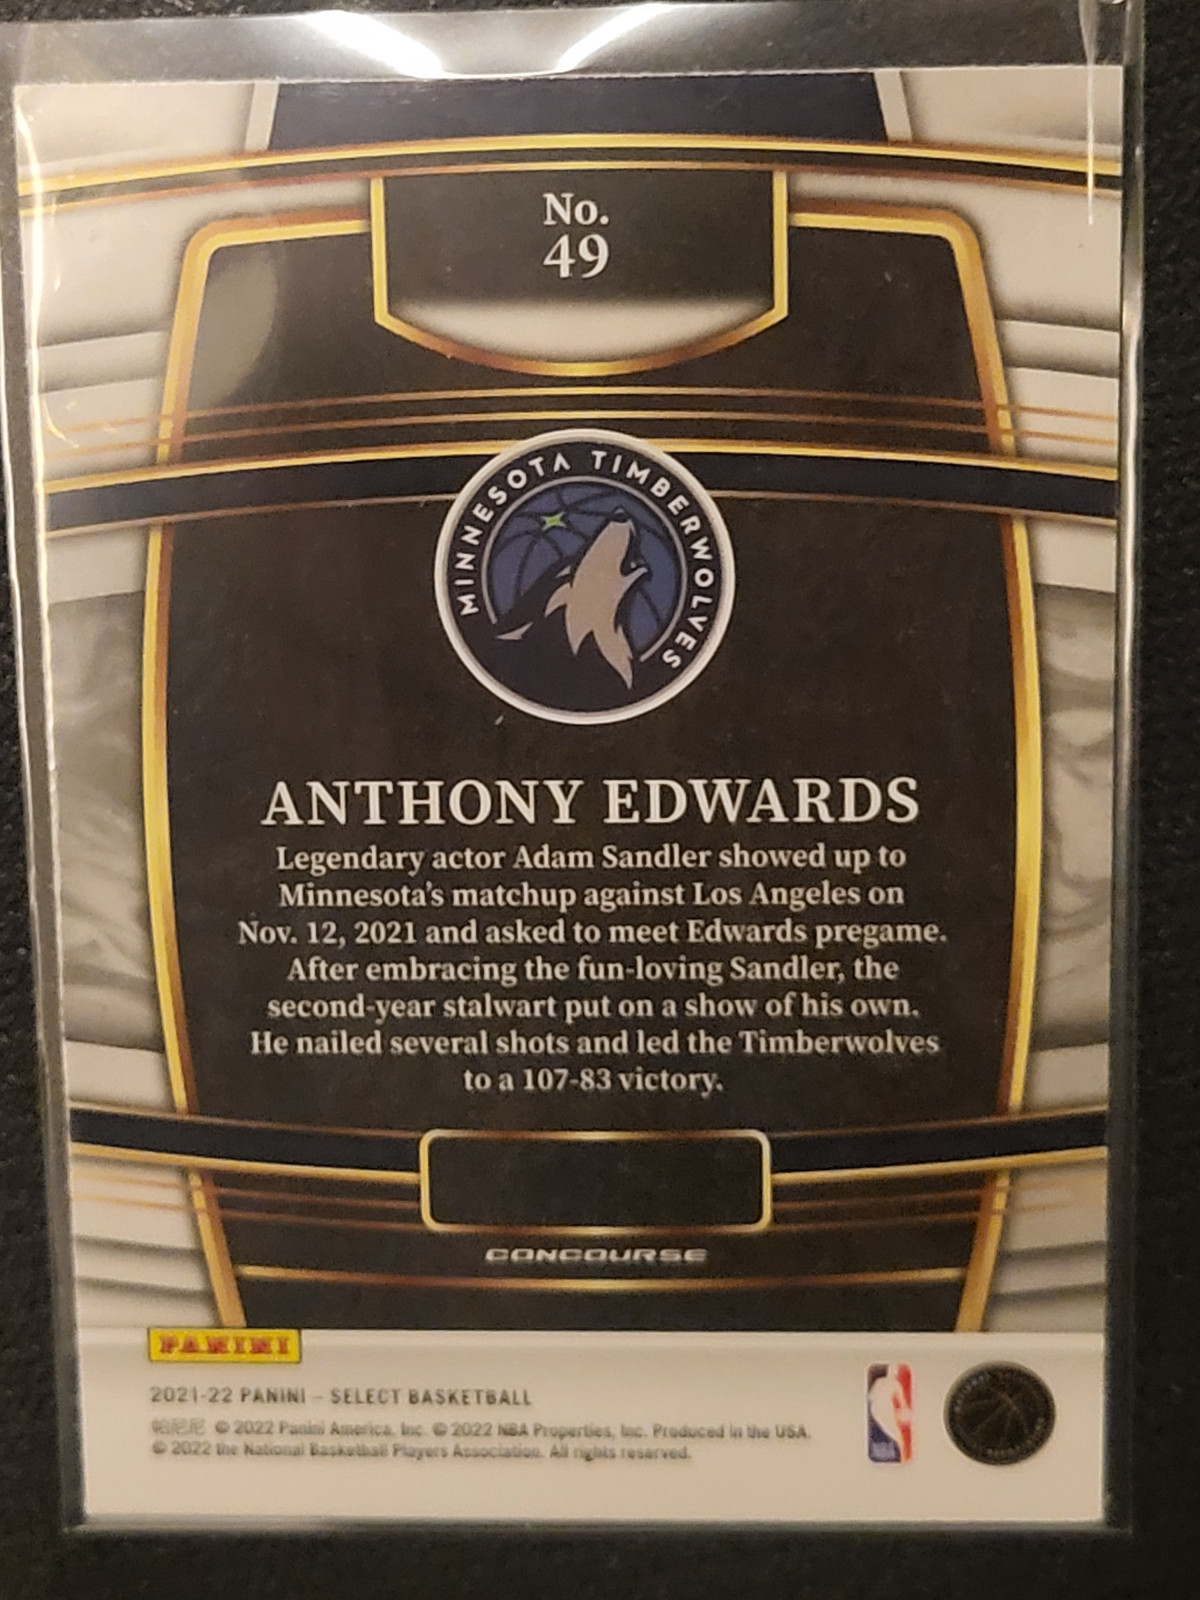 No.
49
MINNESOTA TIMBERWOLVES
ANTHONY EDWARDS
Legendary actor Adam Sandler showed up to
Minnesota's matchup against Los Angeles on
Nov. 12, 2021 and asked to meet Edwards pregame.
After embracing the fun-loving Sandler, the
second-year stalwart put on a show of his own.
He nailed several shots and led the Timberwolves
to a 107-83 victory.
CONCOURSE
PANINI
2021-22 PANINI – SELECT BASKETBALL
帕尼尼 © 2022 Panini America, Inc. © 2022 NBA Properties, Inc. Produced in the USA.
© 2022 the National Basketball Players Association. All rights reserved.
NBA